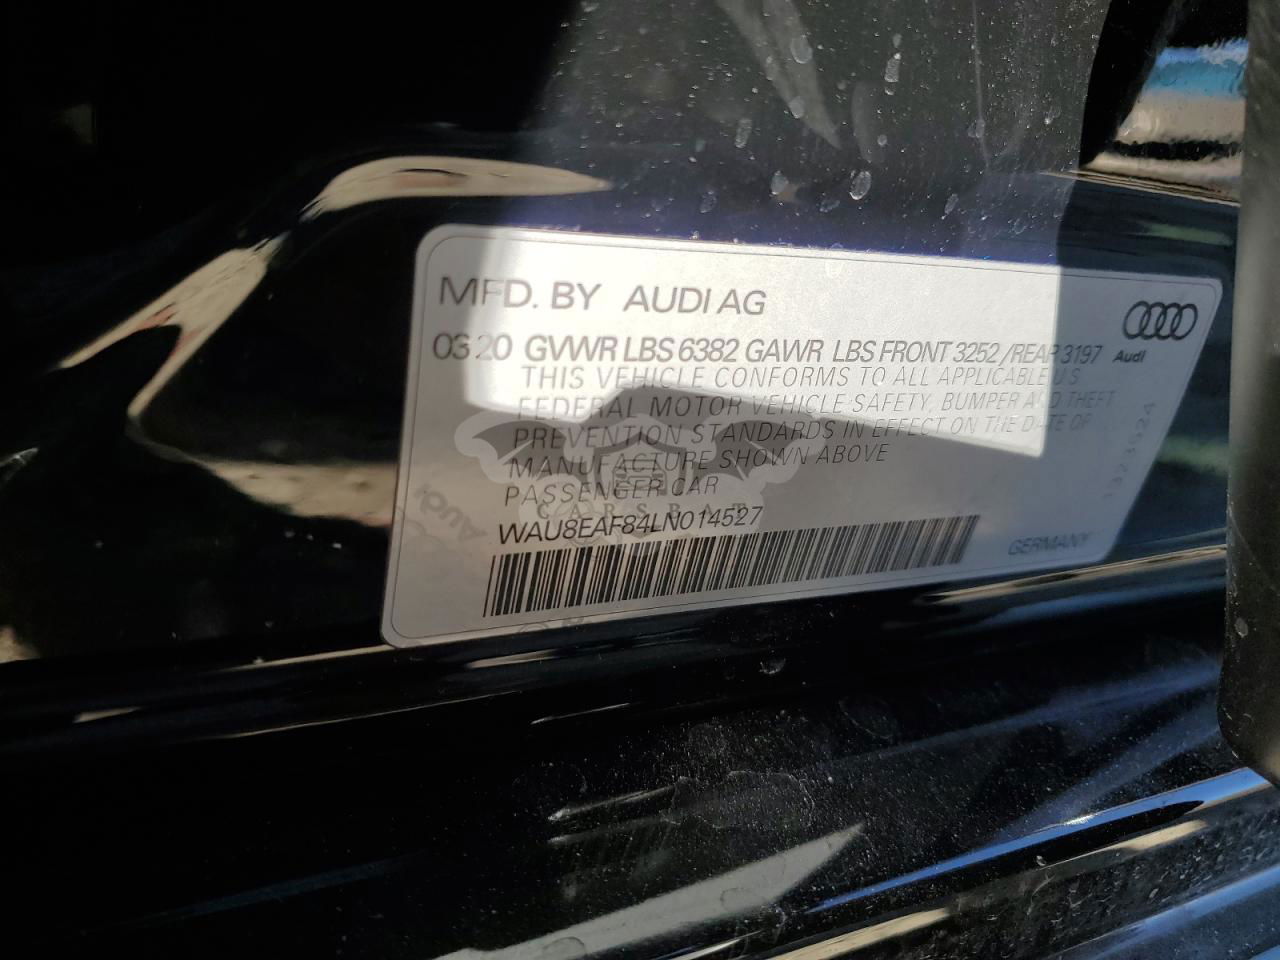 MFD. BY AUDI AG
03 20 GVWR LBS 6382 GAWR LBS FRONT 3252 /REAR 3197
Audi
THIS VEHICLE CONFORMS TO ALL APPLICABLE U S
FEDERAL MOTOR VEHICLE SAFETY, BUMPER AND THEFT
PREVENTION STANDARDS IN EFFECT ON THE DATE OF
MANUFACTURE SHOWN ABOVE
PASSENGER CAR
WAU8EAF84LN014527
GERMANY
Audi
CARSBAT